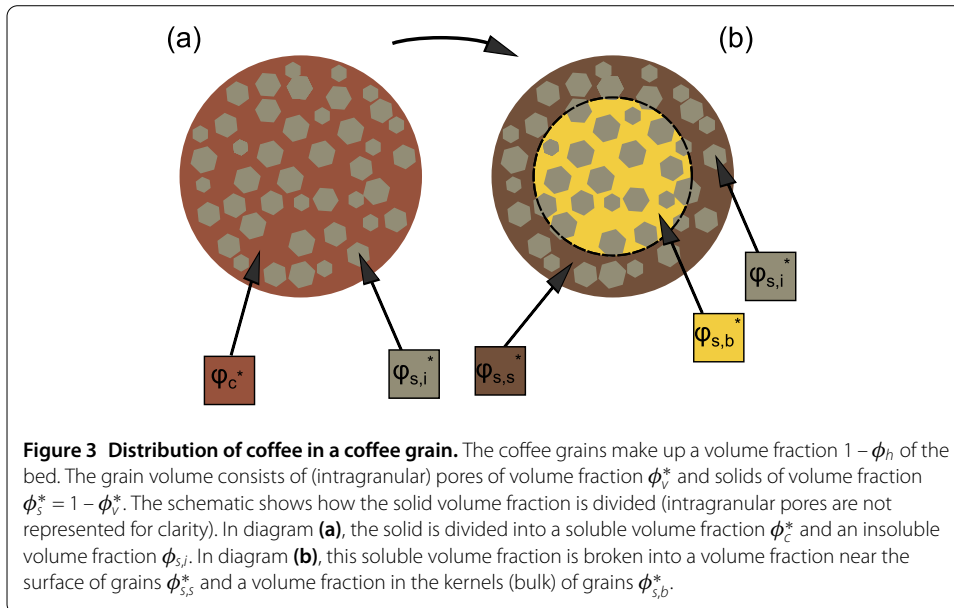 (a)
(b)
φc*
φs,i*
φs,s*
φs,b*
φs,i*
Figure 3 Distribution of coffee in a coffee grain. The coffee grains make up a volume fraction 1 – ϕh of the
bed. The grain volume consists of (intragranular) pores of volume fraction ϕv* and solids of volume fraction
ϕs* = 1 – ϕv*. The schematic shows how the solid volume fraction is divided (intragranular pores are not
represented for clarity). In diagram (a), the solid is divided into a soluble volume fraction ϕc* and an insoluble
volume fraction ϕs,i. In diagram (b), this soluble volume fraction is broken into a volume fraction near the
surface of grains ϕs,s* and a volume fraction in the kernels (bulk) of grains ϕs,b*.